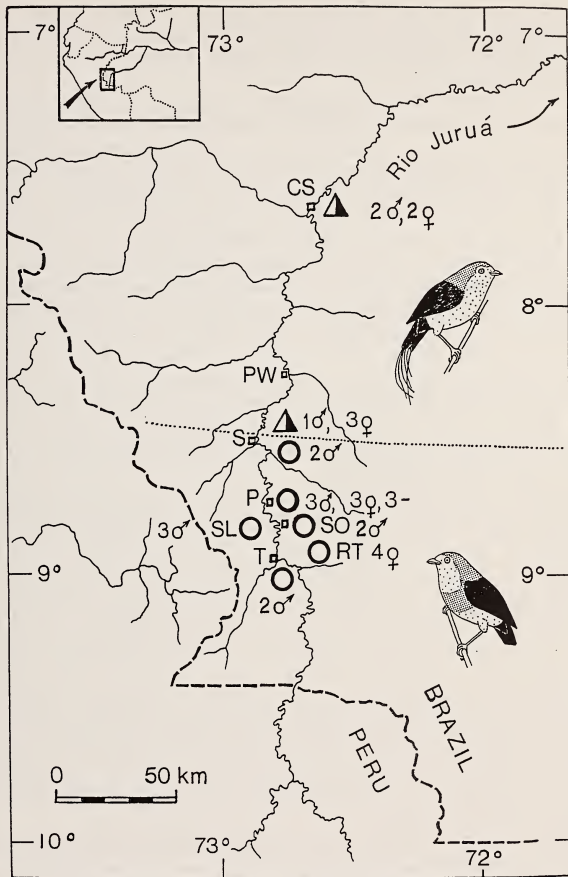 7° 73° 72° 7°
Rio Juruá
CS 2♂, 2♀
8°
PW
1♂, 3♀
S 2♂
P 3♂, 3♀, 3-
3♂ SL SO 2♂
T RT 4♀
9° 9°
2♂
BRAZIL
PERU
0 50 km
10° 73° 72°